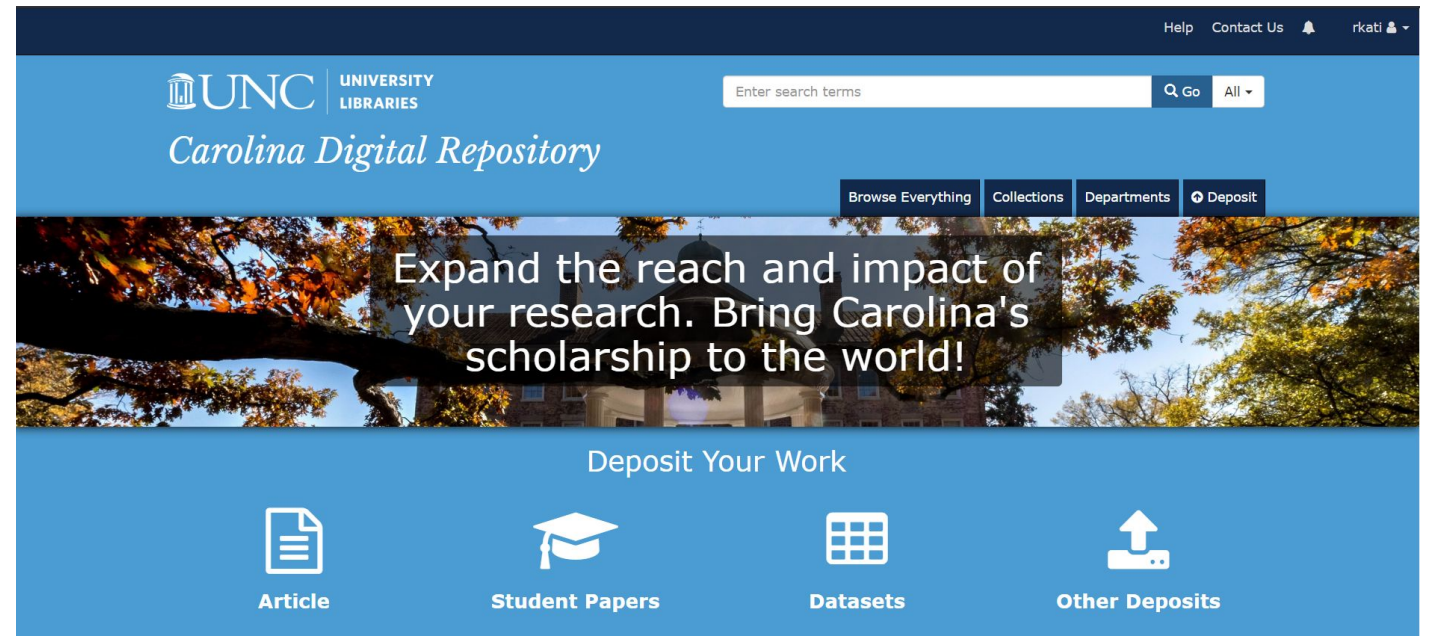 Help Contact Us rkati
UNC UNIVERSITY
LIBRARIES
Enter search terms Go All
Carolina Digital Repository
Browse Everything Collections Departments Deposit
Expand the reach and impact of
your research. Bring Carolina's
scholarship to the world!
Deposit Your Work
Article Student Papers Datasets Other Deposits